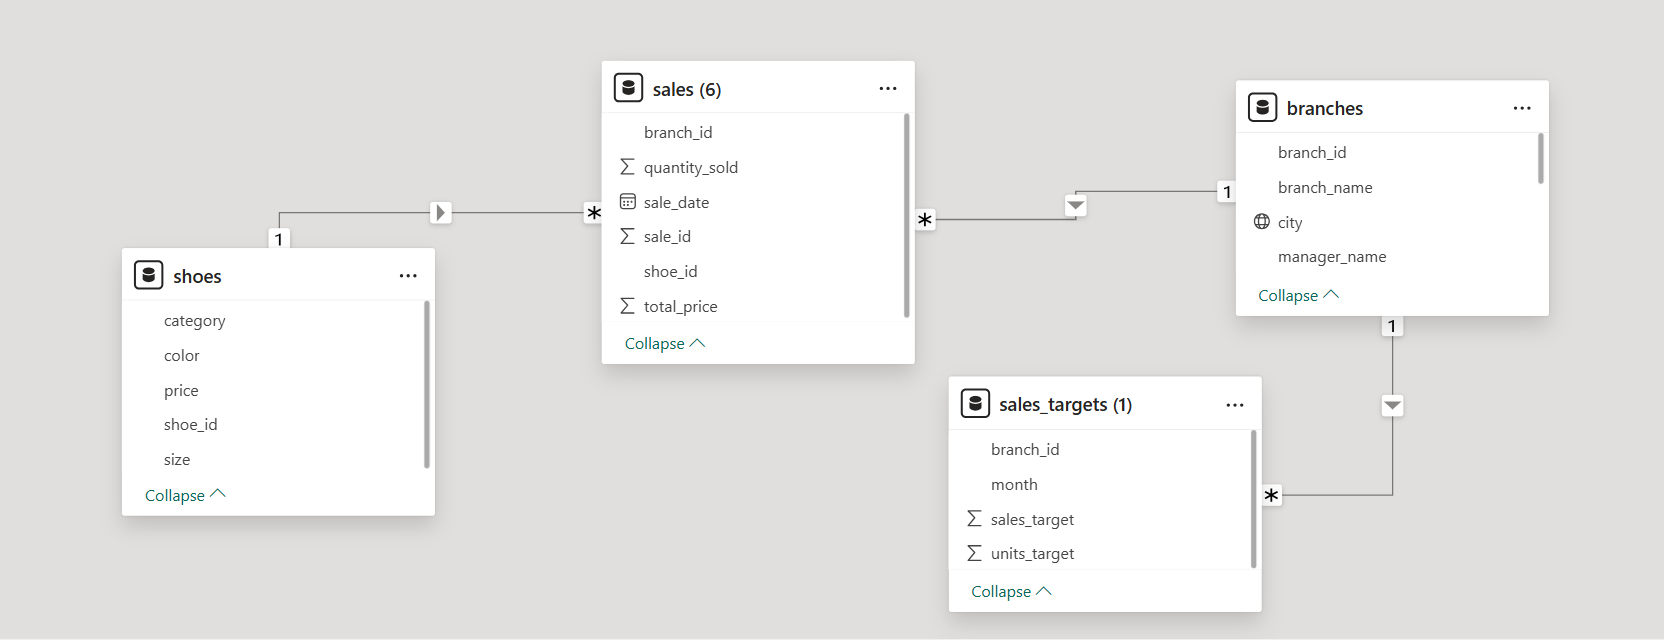 sales (6)
branch_id
quantity_sold
sale_date
sale_id
shoe_id
total_price
Collapse
branches
branch_id
branch_name
city
manager_name
Collapse
shoes
category
color
price
shoe_id
size
Collapse
sales_targets (1)
branch_id
month
sales_target
units_target
Collapse
1
*
*
1
1
*